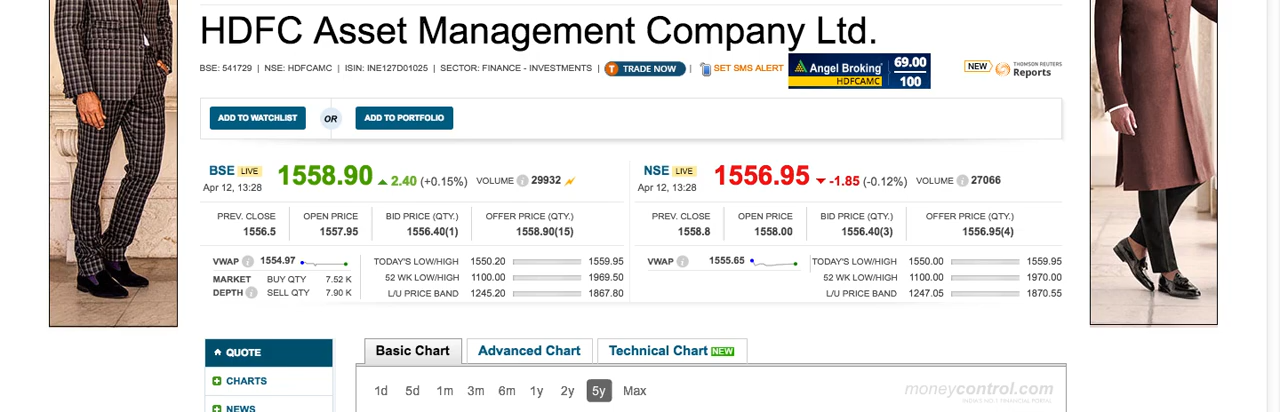 HDFC Asset Management Company Ltd.
BSE: 541729 | NSE: HDFCAMC | ISIN: INE127D01025 | SECTOR: FINANCE - INVESTMENTS | T TRADE NOW | SET SMS ALERT
Angel Broking 69.00
HDFCAMC 100
NEW THOMSON REUTERS
Reports
ADD TO WATCHLIST OR ADD TO PORTFOLIO
BSE LIVE 1558.90 2.40 (+0.15%) VOLUME i 29932
Apr 12, 13:28
PREV. CLOSE OPEN PRICE BID PRICE (QTY.) OFFER PRICE (QTY.)
1556.5 1557.95 1556.40(1) 1558.90(15)
VWAP i 1554.97 TODAY'S LOW/HIGH 1550.20 1559.95
MARKET BUY QTY 7.52 K 52 WK LOW/HIGH 1100.00 1969.50
DEPTH i SELL QTY 7.90 K L/U PRICE BAND 1245.20 1867.80
NSE LIVE 1556.95 -1.85 (-0.12%) VOLUME i 27066
Apr 12, 13:28
PREV. CLOSE OPEN PRICE BID PRICE (QTY.) OFFER PRICE (QTY.)
1558.8 1558.00 1556.40(3) 1556.95(4)
VWAP i 1555.65 TODAY'S LOW/HIGH 1550.00 1559.95
52 WK LOW/HIGH 1100.00 1970.00
L/U PRICE BAND 1247.05 1870.55
QUOTE
CHARTS
NEWS
Basic Chart Advanced Chart Technical Chart NEW
1d 5d 1m 3m 6m 1y 2y 5y Max
moneycontrol.com
INDIA'S NO.1 FINANCIAL PORTAL